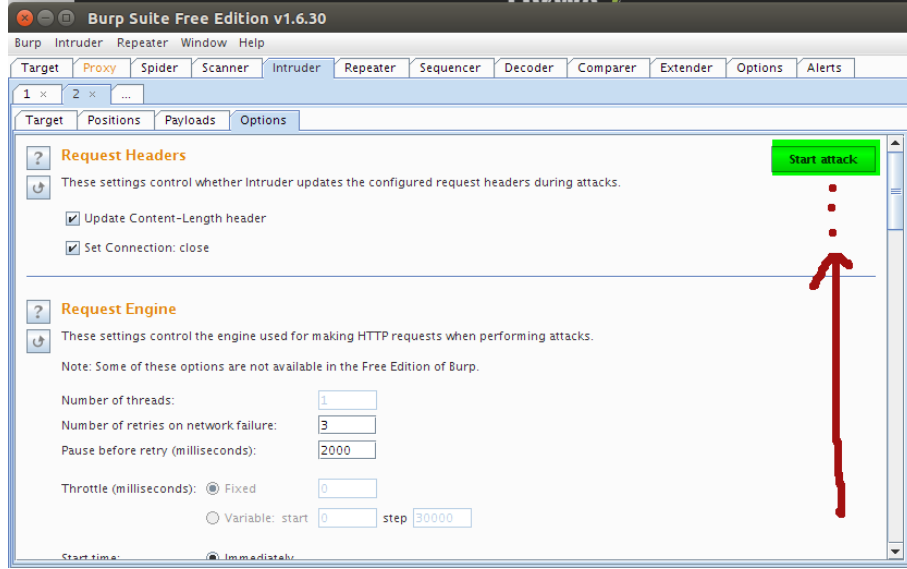 Burp Suite Free Edition v1.6.30
Burp Intruder Repeater Window Help
Target Proxy Spider Scanner Intruder Repeater Sequencer Decoder Comparer Extender Options Alerts
1 × 2 × ...
Target Positions Payloads Options
? Request Headers Start attack
These settings control whether Intruder updates the configured request headers during attacks.
Update Content-Length header
Set Connection: close
? Request Engine
These settings control the engine used for making HTTP requests when performing attacks.
Note: Some of these options are not available in the Free Edition of Burp.
Number of threads: 1
Number of retries on network failure: 3
Pause before retry (milliseconds): 2000
Throttle (milliseconds): Fixed 0
Variable: start 0 step 30000
Start time: Immediately